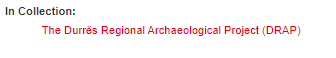 In Collection:
The Durrës Regional Archaeological Project (DRAP)